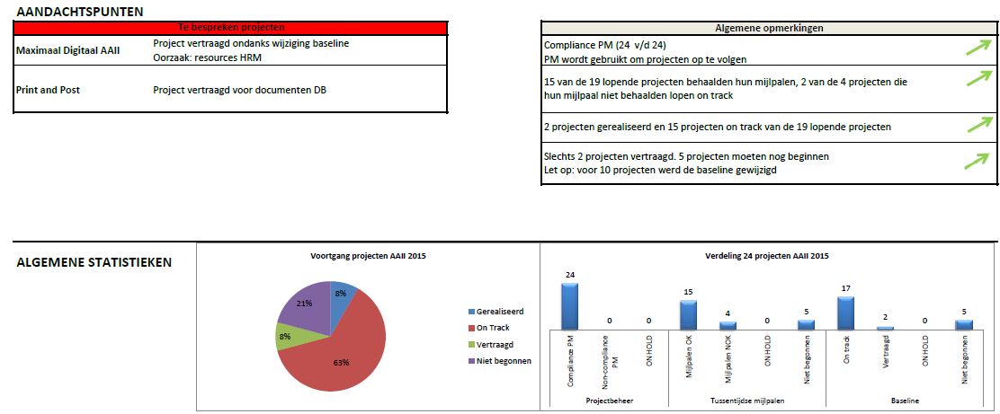 AANDACHTSPUNTEN
Te bespreken projecten
Maximaal Digitaal AAII
Project vertraagd ondanks wijziging baseline
Oorzaak: resources HRM
Print and Post
Project vertraagd voor documenten DB
Algemene opmerkingen
Compliance PM (24 v/d 24)
PM wordt gebruikt om projecten op te volgen
15 van de 19 lopende projecten behaalden hun mijlpalen, 2 van de 4 projecten die
hun mijlpaal niet behaalden lopen on track
2 projecten gerealiseerd en 15 projecten on track van de 19 lopende projecten
Slechts 2 projecten vertraagd. 5 projecten moeten nog beginnen
Let op: voor 10 projecten werd de baseline gewijzigd
ALGEMENE STATISTIEKEN
Voortgang projecten AAII 2015
8%
63%
8%
21%
Gerealiseerd
On Track
Vertraagd
Niet begonnen
Verdeling 24 projecten AAII 2015
24
0
0
15
4
0
5
17
2
0
5
Compliance PM
Non-compliance
PM
ON HOLD
Mijlpalen OK
Mijlpalen NOK
ON HOLD
Niet begonnen
On track
Vertraagd
ON HOLD
Niet begonnen
Projectbeheer
Tussentijdse mijlpalen
Baseline